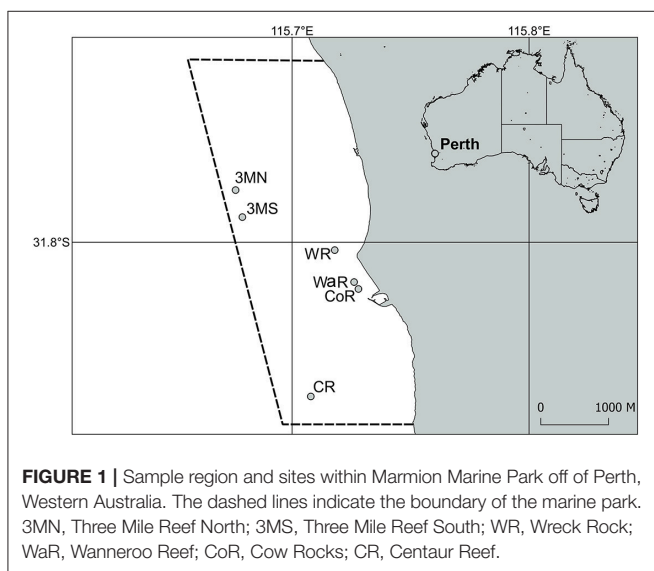 115.7°E
115.8°E
Perth
3MN
3MS
31.8°S
WR
WaR
CoR
CR
0
1000 M
FIGURE 1 | Sample region and sites within Marmion Marine Park off of Perth,
Western Australia. The dashed lines indicate the boundary of the marine park.
3MN, Three Mile Reef North; 3MS, Three Mile Reef South; WR, Wreck Rock;
WaR, Wanneroo Reef; CoR, Cow Rocks; CR, Centaur Reef.